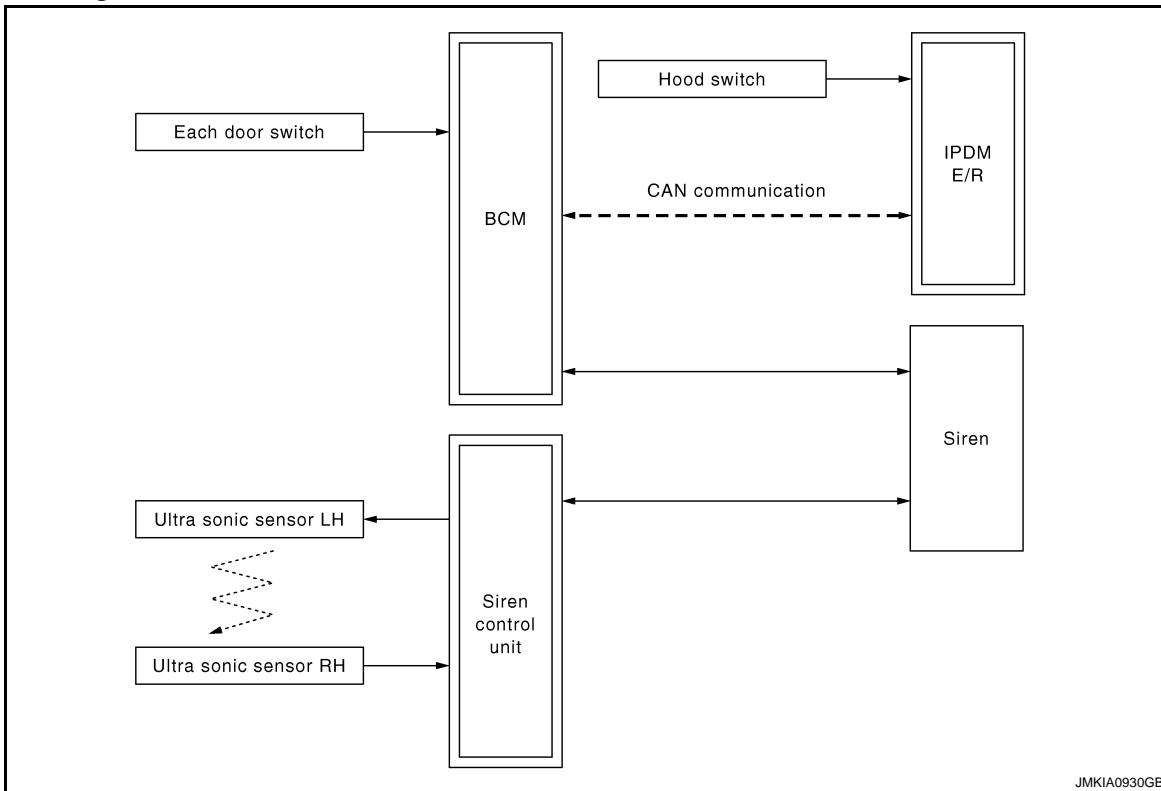 Hood switch
Each door switch
IPDM
E/R
CAN communication
BCM
Siren
Ultra sonic sensor LH
Siren
control
unit
Ultra sonic sensor RH
JMKIA0930GB